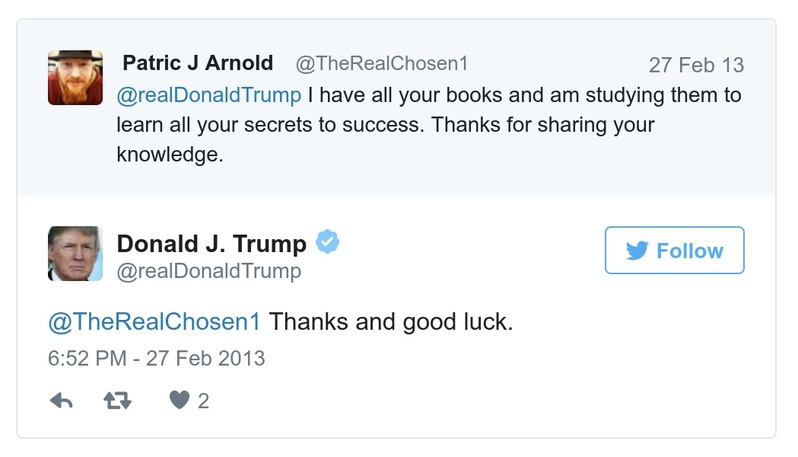 Patric J Arnold @TheRealChosen1 27 Feb 13
@realDonaldTrump I have all your books and am studying them to
learn all your secrets to success. Thanks for sharing your
knowledge.
Donald J. Trump
@realDonaldTrump
Follow
@TheRealChosen1 Thanks and good luck.
6:52 PM - 27 Feb 2013
2